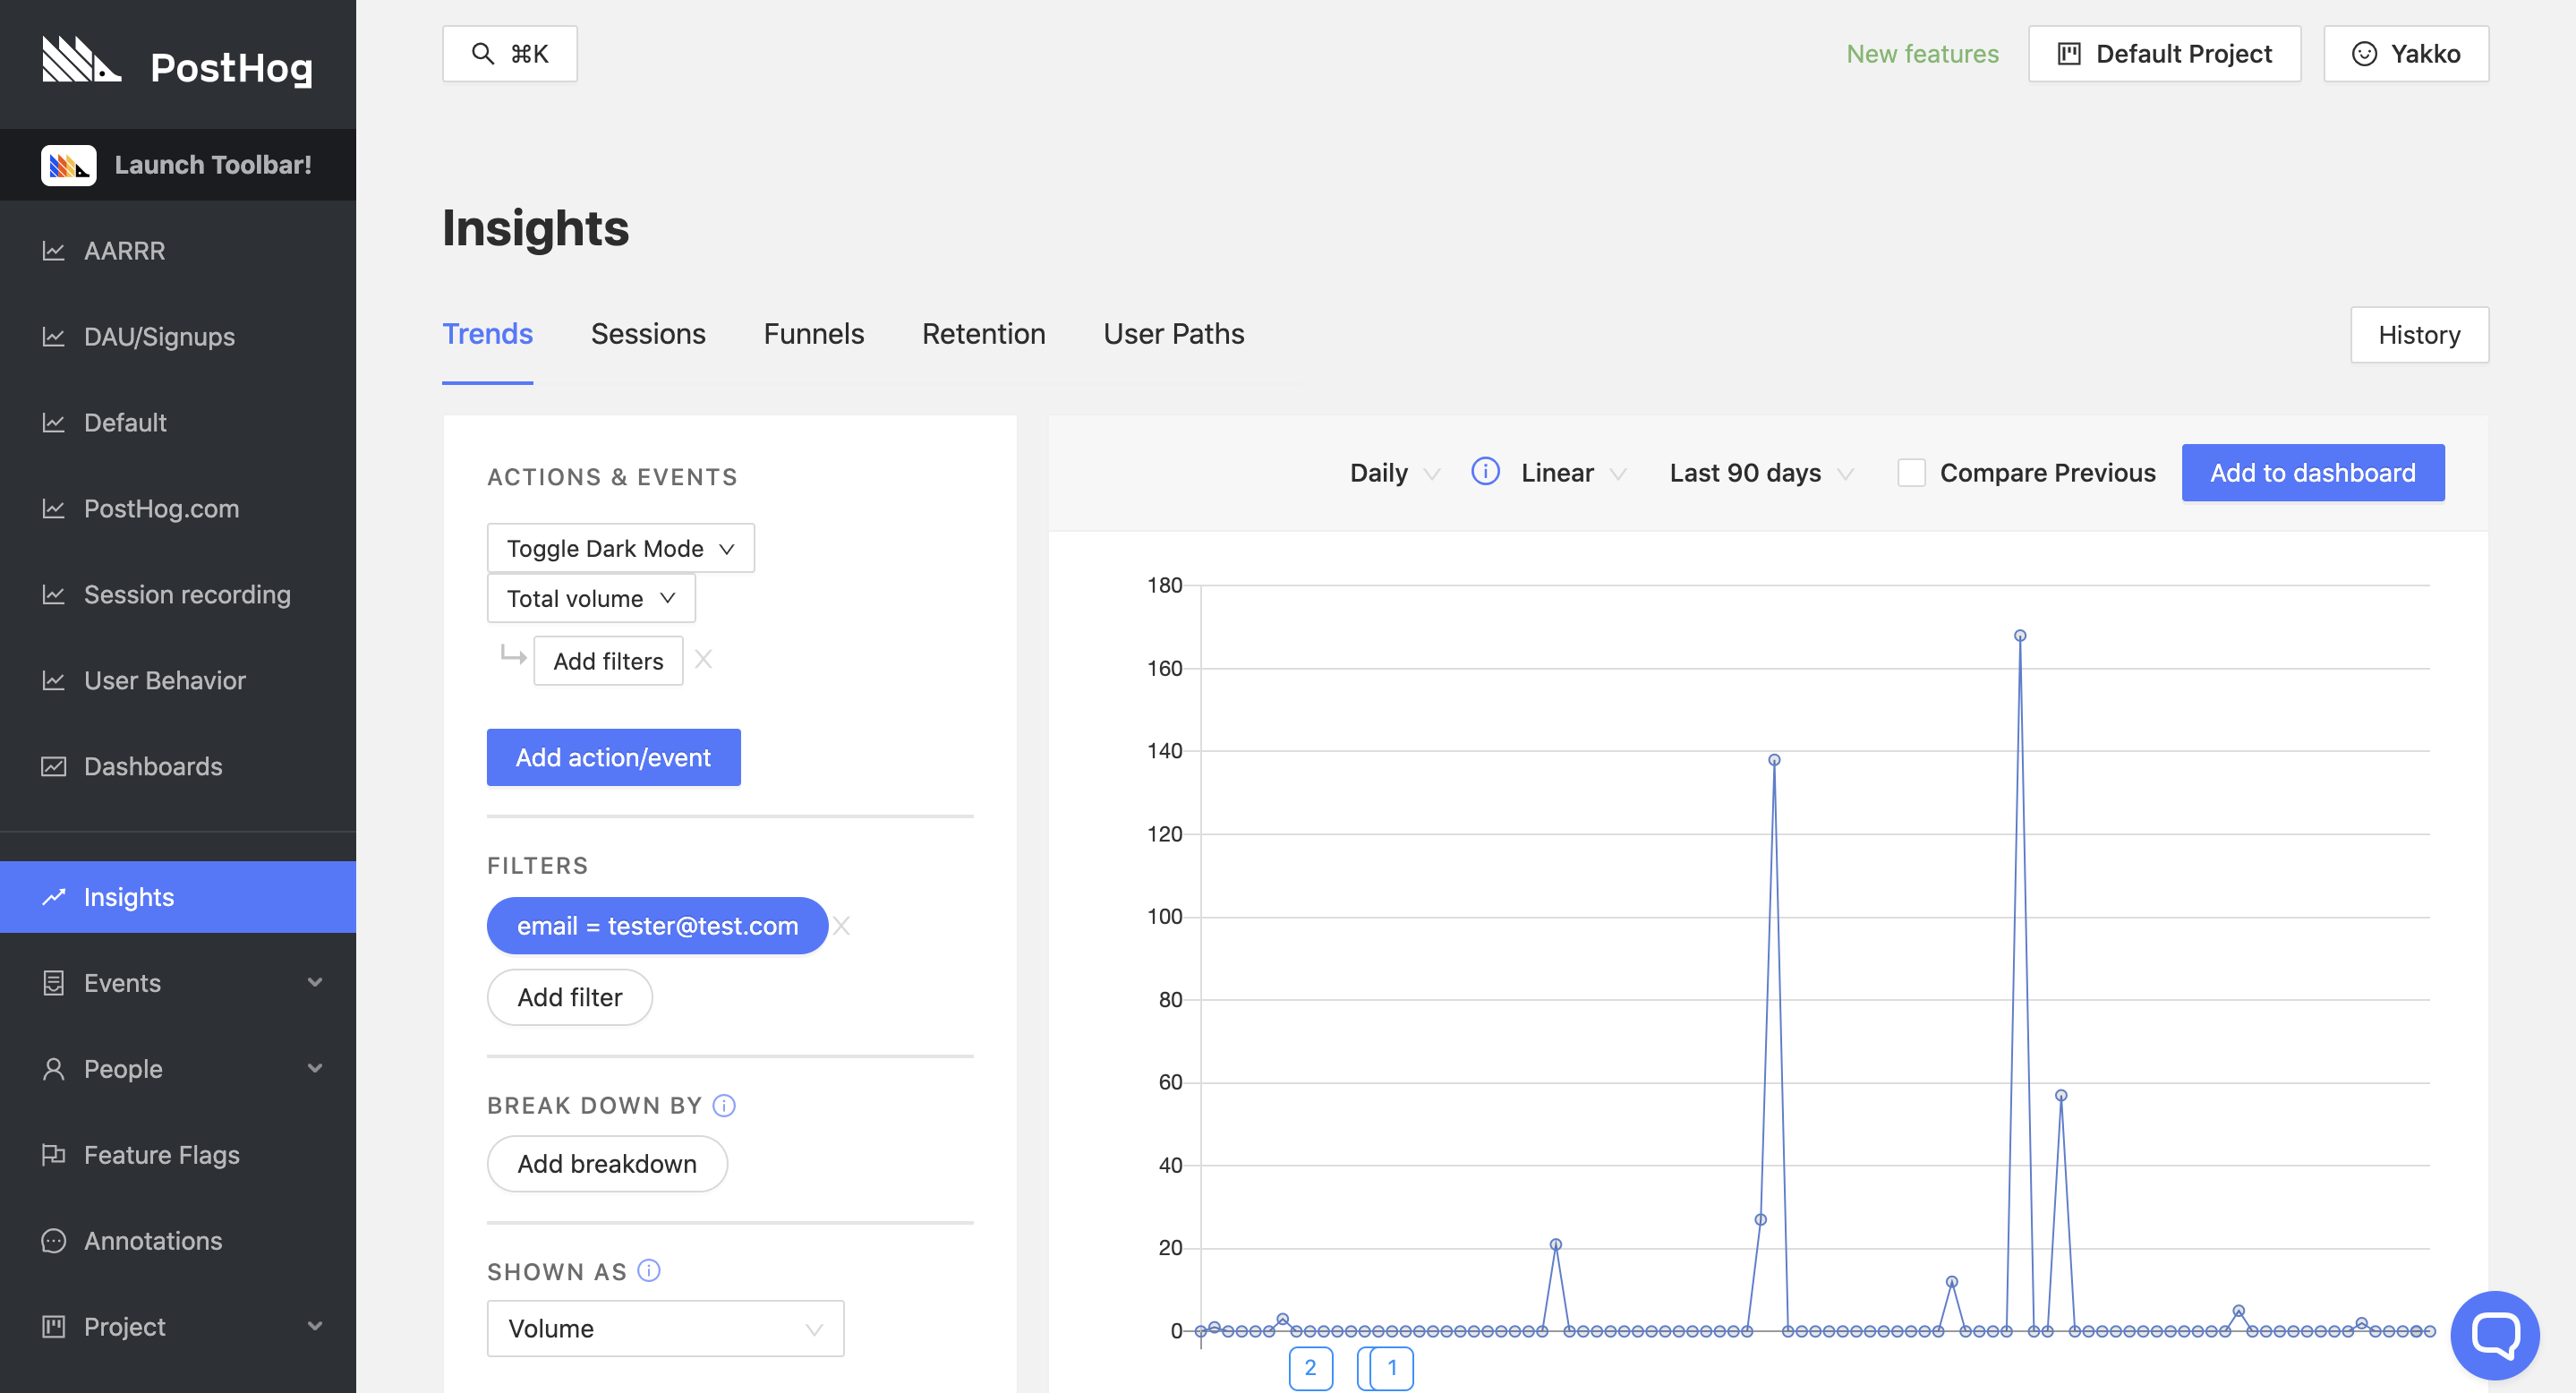 PostHog
Launch Toolbar!
AARRR
DAU/Signups
Default
PostHog.com
Session recording
User Behavior
Dashboards
Insights
Events
People
Feature Flags
Annotations
Project
⌘K
New features
Default Project
Yakko
Insights
Trends
Sessions
Funnels
Retention
User Paths
History
ACTIONS & EVENTS
Toggle Dark Mode
Total volume
Add filters
Add action/event
FILTERS
email = tester@test.com
Add filter
BREAK DOWN BY
Add breakdown
SHOWN AS
Volume
Daily
Linear
Last 90 days
Compare Previous
Add to dashboard
180
160
140
120
100
80
60
40
20
0
2
1